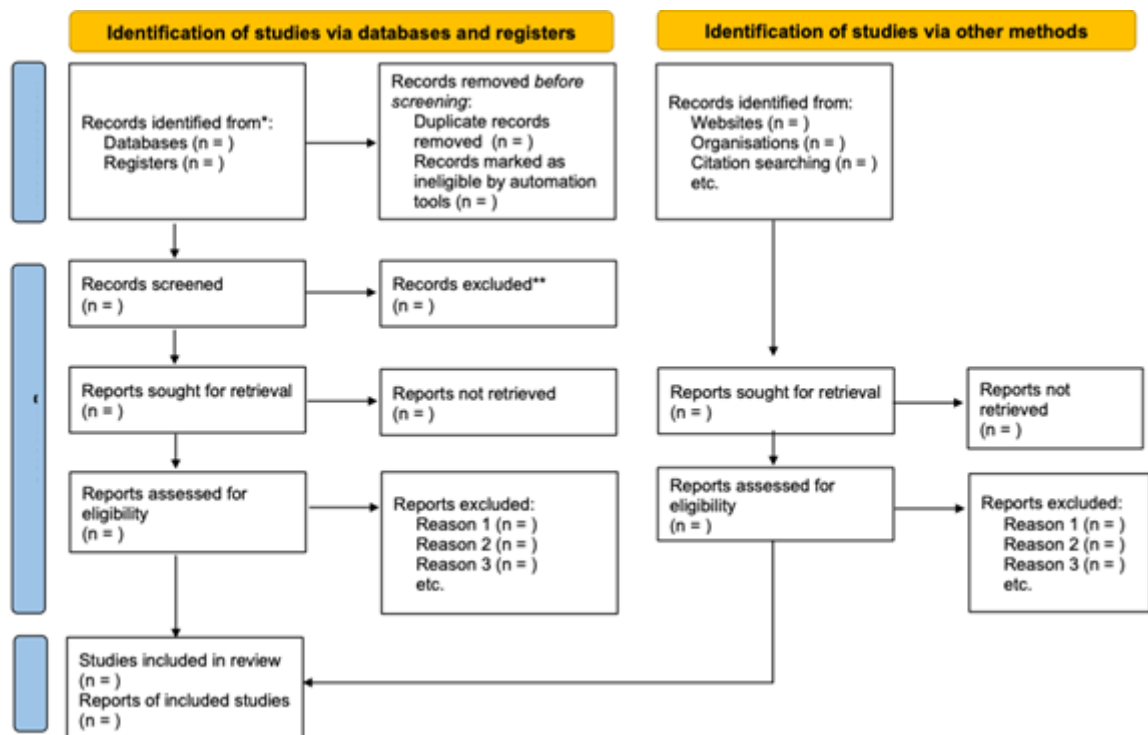 Identification of studies via databases and registers
Identification of studies via other methods
Records identified from*:
Databases (n = )
Registers (n = )
Records removed before
screening:
Duplicate records
removed (n = )
Records marked as
ineligible by automation
tools (n = )
Records identified from:
Websites (n = )
Organisations (n = )
Citation searching (n = )
etc.
Records screened
(n = )
Records excluded**
(n = )
Reports sought for retrieval
(n = )
Reports not retrieved
(n = )
Reports sought for retrieval
(n = )
Reports not
retrieved
(n = )
Reports assessed for
eligibility
(n = )
Reports excluded:
Reason 1 (n = )
Reason 2 (n = )
Reason 3 (n = )
etc.
Reports assessed for
eligibility
(n = )
Reports excluded:
Reason 1 (n = )
Reason 2 (n = )
Reason 3 (n = )
etc.
Studies included in review
(n = )
Reports of included studies
(n = )